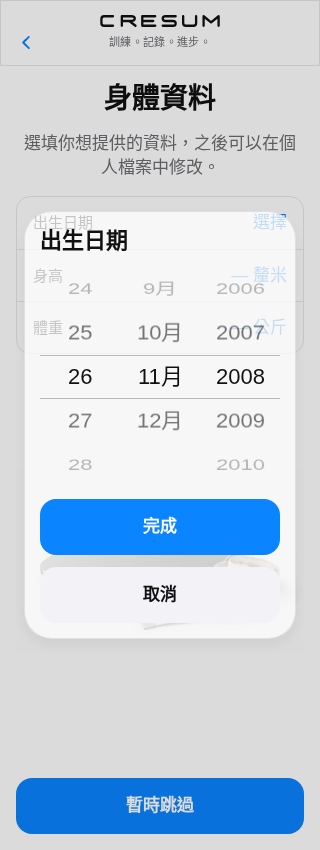 CRESUM
訓練。記錄。進步。
身體資料
選填你想提供的資料，之後可以在個
人檔案中修改。
出生日期
選擇
出生日期
身高
— 釐米
24 9月 2006
體重
— 公斤
25 10月 2007
26 11月 2008
27 12月 2009
28 2010
完成
取消
暫時跳過